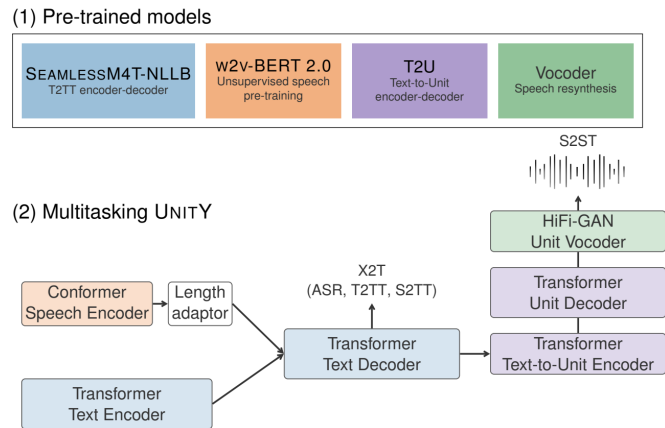 (1) Pre-trained models
SEAMLESSM4T-NLLB
T2TT encoder-decoder
w2v-BERT 2.0
Unsupervised speech
pre-training
T2U
Text-to-Unit
encoder-decoder
Vocoder
Speech resynthesis
S2ST
(2) Multitasking UNITY
HiFi-GAN
Unit Vocoder
Transformer
Unit Decoder
X2T
(ASR, T2TT, S2TT)
Conformer
Speech Encoder
Length
adaptor
Transformer
Text Decoder
Transformer
Text-to-Unit Encoder
Transformer
Text Encoder